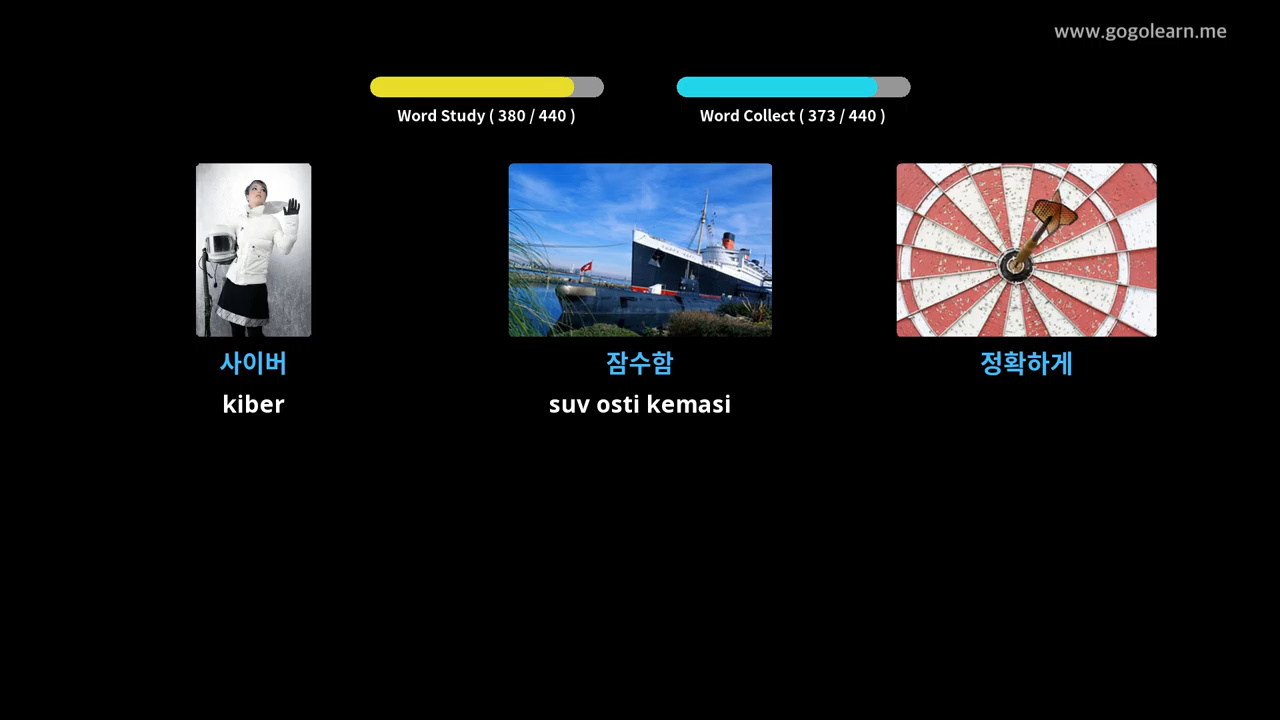 www.gogolearn.me
Word Study ( 380 / 440 )
Word Collect ( 373 / 440 )
사이버
잠수함
정확하게
kiber
suv osti kemasi